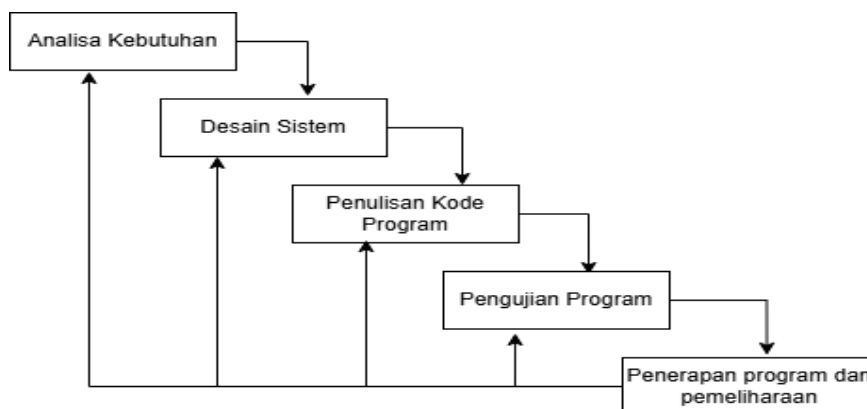 Analisa Kebutuhan
Desain Sistem
Penulisan Kode
Program
Pengujian Program
Penerapan program dan
pemeliharaan